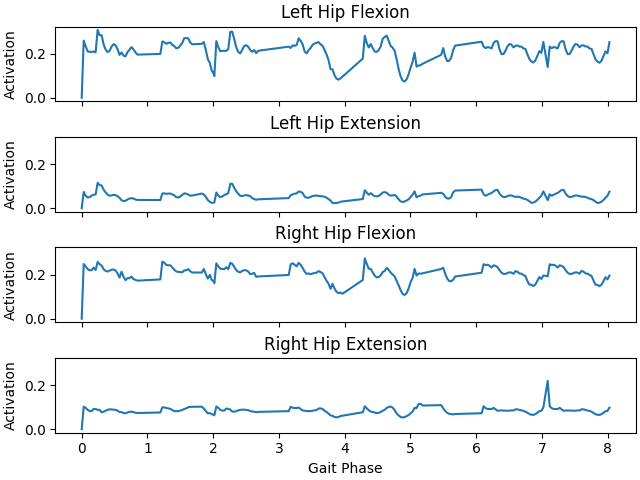 Left Hip Flexion
Activation
0.2
0.0
Left Hip Extension
Activation
0.2
0.0
Right Hip Flexion
Activation
0.2
0.0
Right Hip Extension
Activation
0.2
0.0
0 1 2 3 4 5 6 7 8
Gait Phase